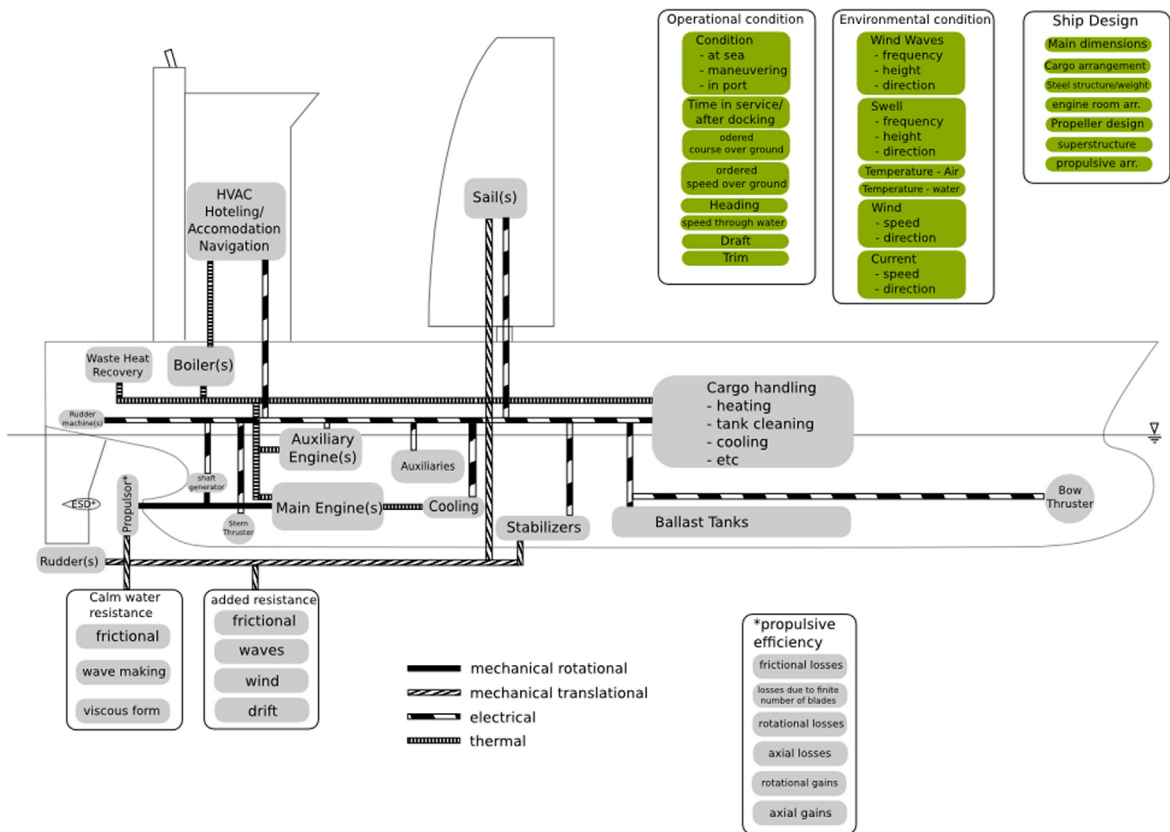 Operational condition
Condition
- at sea
- maneuvering
- in port
Time in service/
after docking
odered
course over ground
ordered
speed over ground
Heading
speed through water
Draft
Trim
Environmental condition
Wind Waves
- frequency
- height
- direction
Swell
- frequency
- height
- direction
Temperature - Air
Temperature - water
Wind
- speed
- direction
Current
- speed
- direction
Ship Design
Main dimensions
Cargo arrangement
Steel structure/weight
engine room arr.
Propeller design
superstructure
propulsive arr.
HVAC
Hoteling/
Accomodation
Navigation
Sail(s)
Waste Heat
Recovery
Boiler(s)
Cargo handling
- heating
- tank cleaning
- cooling
- etc
Rudder
machine(s)
Auxiliary
Engine(s)
Auxiliaries
shaft
generator
ESD*
Propulsor*
Stern
Thruster
Main Engine(s)
Cooling
Stabilizers
Ballast Tanks
Bow
Thruster
Rudder(s)
Calm water
resistance
frictional
wave making
viscous form
added resistance
frictional
waves
wind
drift
mechanical rotational
mechanical translational
electrical
thermal
*propulsive
efficiency
frictional losses
losses due to finite
number of blades
rotational losses
axial losses
rotational gains
axial gains